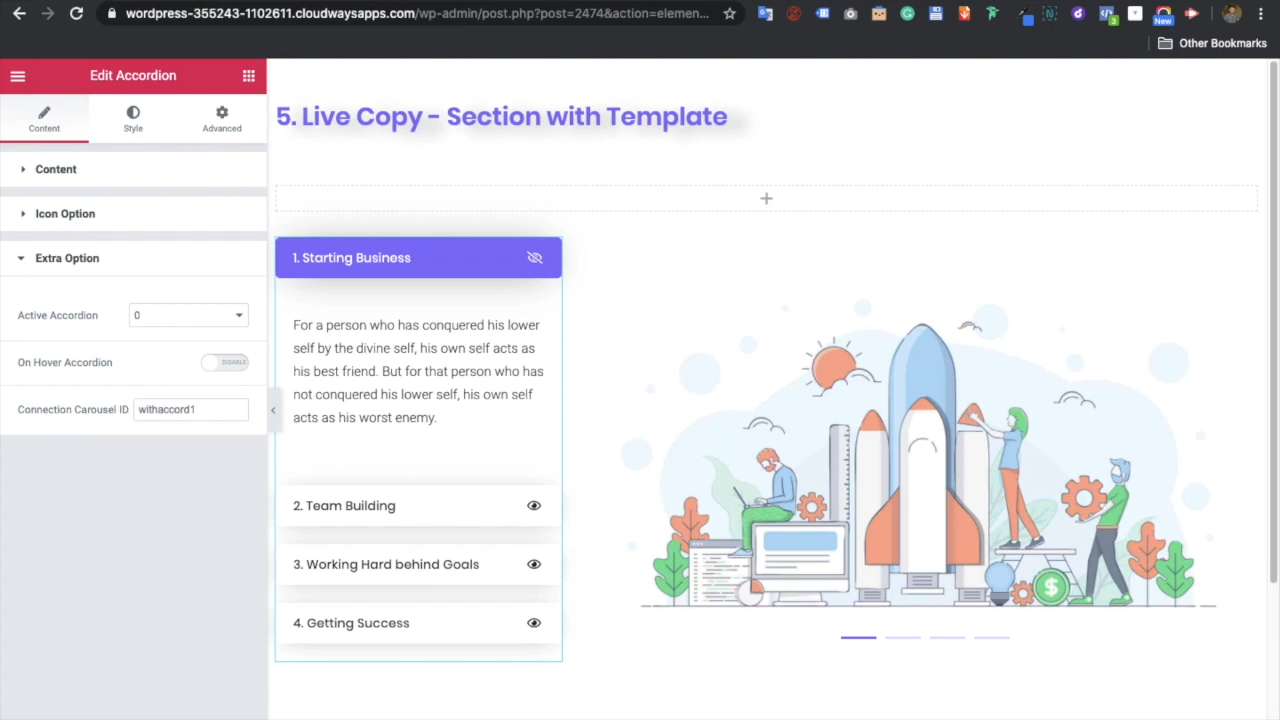 wordpress-355243-1102611.cloudwaysapps.com/wp-admin/post.php?post=2474&action=elemen...
3
New
Other Bookmarks
Edit Accordion
Content
Style
Advanced
Content
Icon Option
Extra Option
Active Accordion
0
On Hover Accordion
DISABLE
Connection Carousel ID
withaccord1
5. Live Copy - Section with Template
1. Starting Business
For a person who has conquered his lower
self by the divine self, his own self acts as
his best friend. But for that person who has
not conquered his lower self, his own self
acts as his worst enemy.
2. Team Building
3. Working Hard behind Goals
4. Getting Success
$